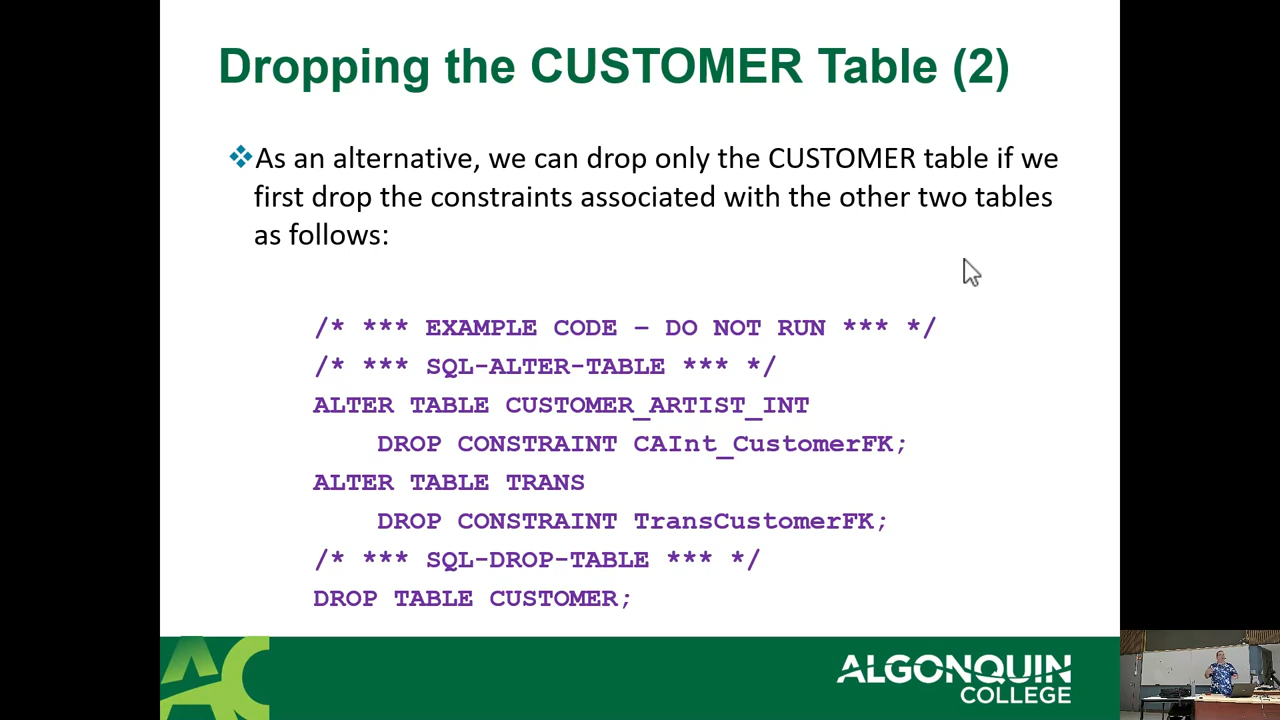 Dropping the CUSTOMER Table (2)
As an alternative, we can drop only the CUSTOMER table if we
first drop the constraints associated with the other two tables
as follows:
/* *** EXAMPLE CODE – DO NOT RUN *** */
/* *** SQL-ALTER-TABLE *** */
ALTER TABLE CUSTOMER_ARTIST_INT
DROP CONSTRAINT CAInt_CustomerFK;
ALTER TABLE TRANS
DROP CONSTRAINT TransCustomerFK;
/* *** SQL-DROP-TABLE *** */
DROP TABLE CUSTOMER;
AC
ALGONQUIN
COLLEGE